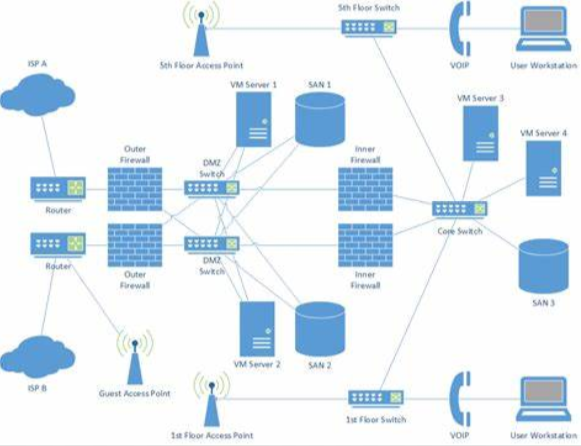 5th Floor Switch
ISP A
5th Floor Access Point
VOIP
User Workstation
VM Server 1
SAN 1
VM Server 3
VM Server 4
Outer
Firewall
DMZ
Switch
Inner
Firewall
Router
Core Switch
Router
Outer
Firewall
DMZ
Switch
Inner
Firewall
SAN 3
VM Server 2
SAN 2
ISP B
Guest Access Point
1st Floor Access Point
1st Floor Switch
VOIP
User Workstation